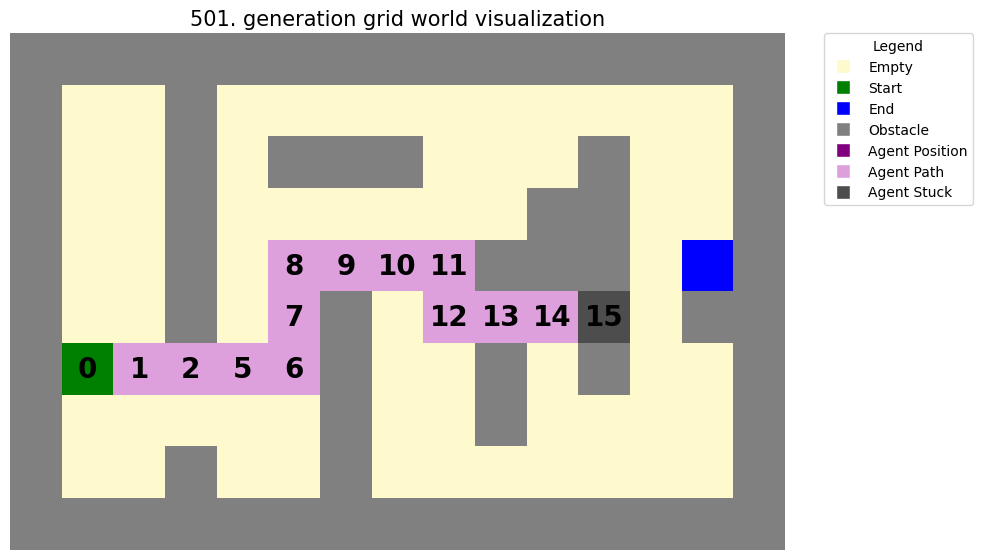 501. generation grid world visualization
Legend
Empty
Start
End
Obstacle
Agent Position
Agent Path
Agent Stuck
8 9 10 11
7 12 13 14 15
0 1 2 5 6